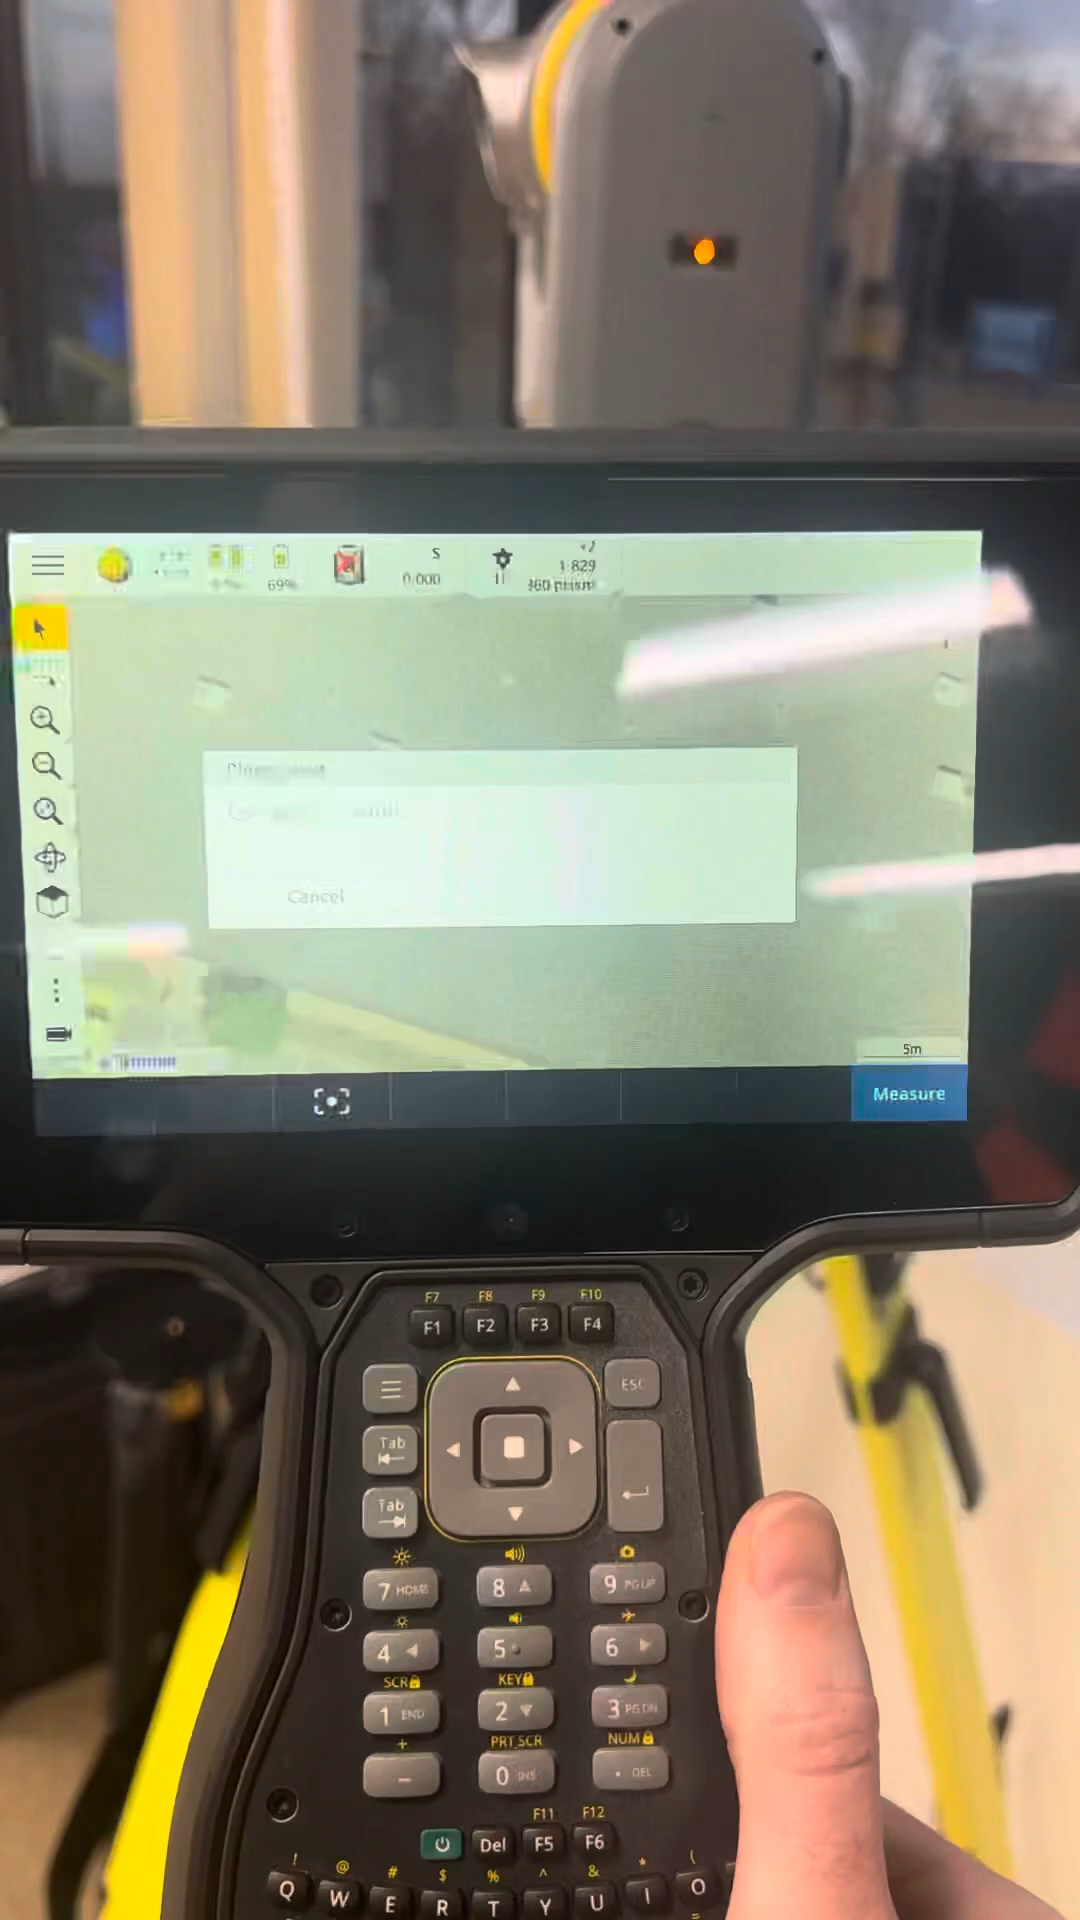 S
0.000
69%
1.829
360 prism
Cancel
5m
Measure
F7 F8 F9 F10
F1 F2 F3 F4
ESC
Tab
Tab
7 HOME 8 9 PG UP
4 5 6
SCR KEY
1 END 2 3 PG DN
+ PRT SCR NUM
- 0 INS . DEL
F11 F12
Del F5 F6
! @ # $ % ^ & * (
Q W E R T Y U I O
=